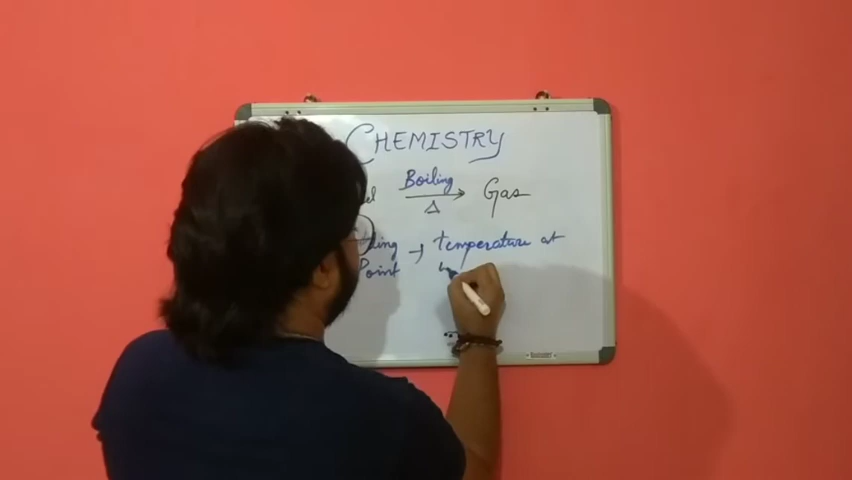 CHEMISTRY
Boiling
Gas
Δ
temperature at
Point